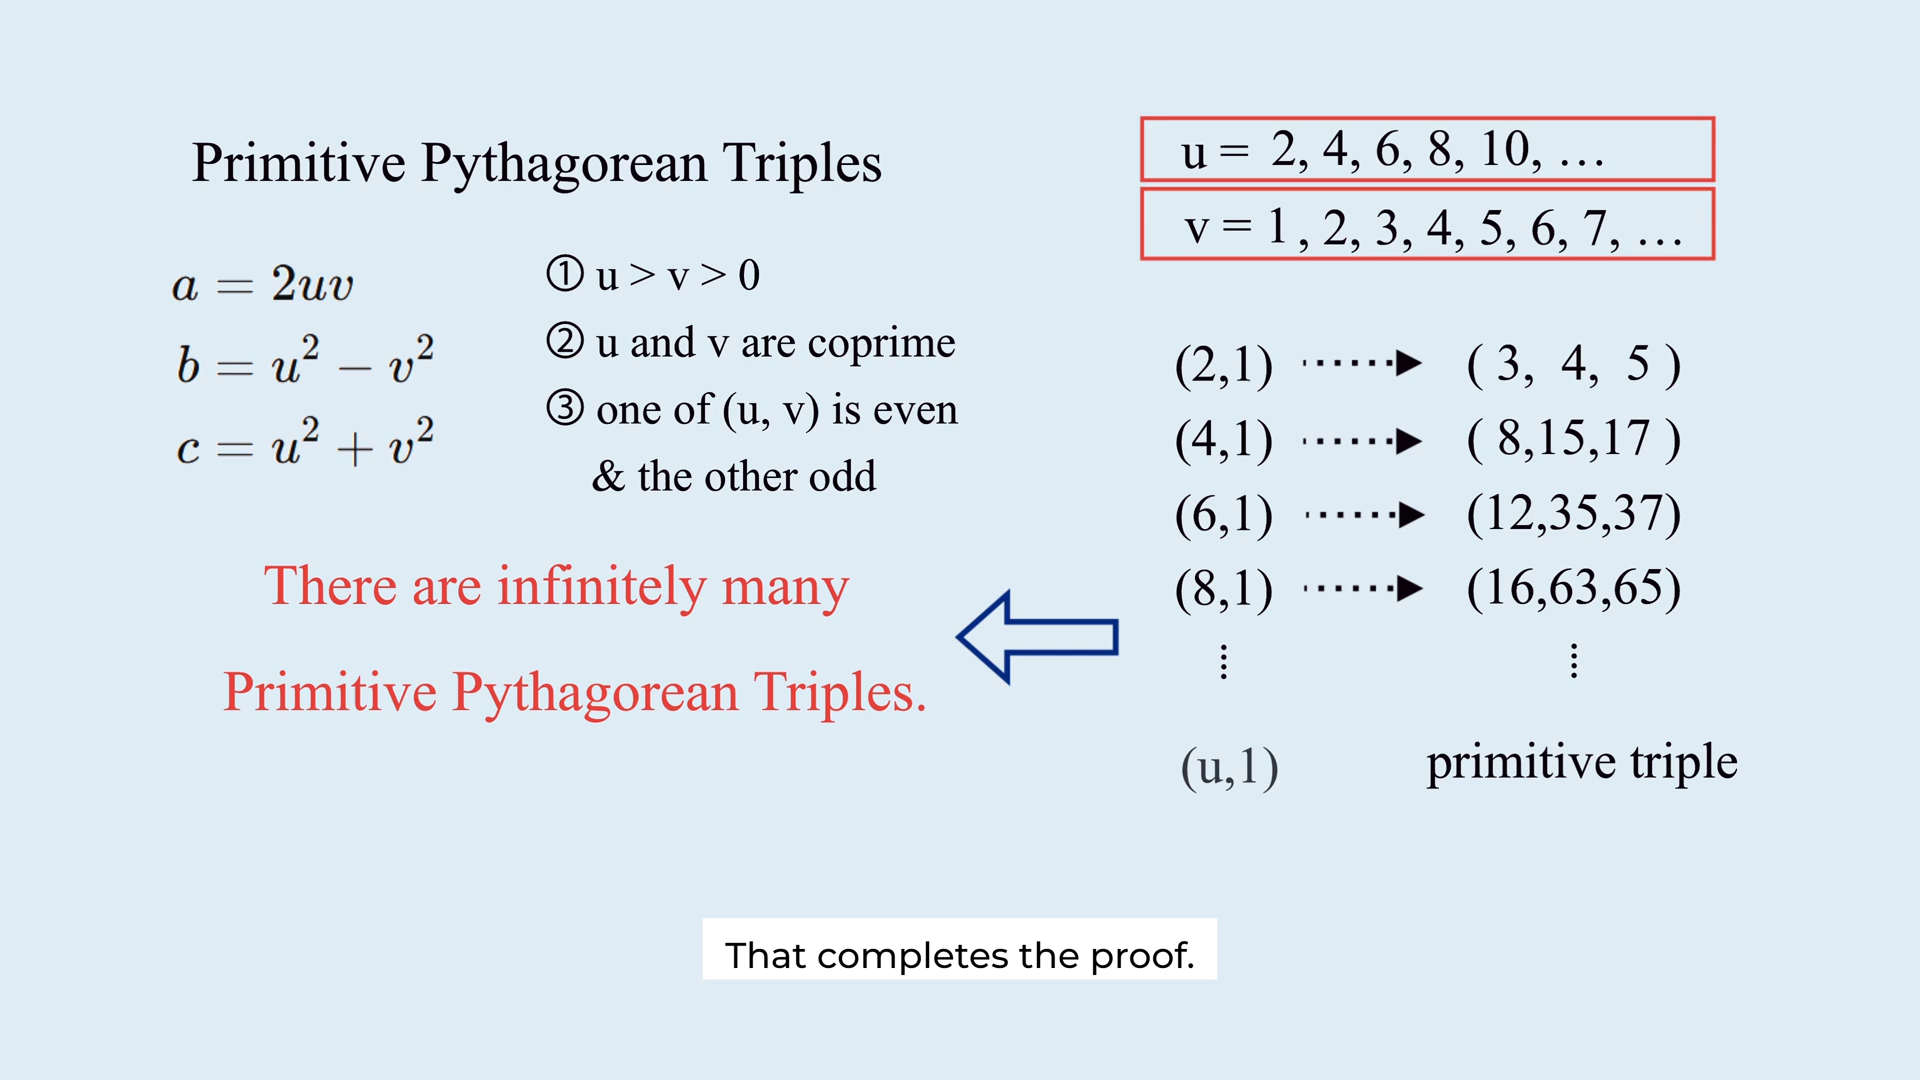 Primitive Pythagorean Triples
a = 2uv
b = u² − v²
c = u² + v²
① u > v > 0
② u and v are coprime
③ one of (u, v) is even
& the other odd
There are infinitely many
Primitive Pythagorean Triples.
u = 2, 4, 6, 8, 10, …
v = 1, 2, 3, 4, 5, 6, 7, …
(2,1) ······▶ ( 3, 4, 5 )
(4,1) ······▶ ( 8,15,17 )
(6,1) ······▶ (12,35,37)
(8,1) ······▶ (16,63,65)
⋮ ⋮
(u,1) primitive triple
That completes the proof.